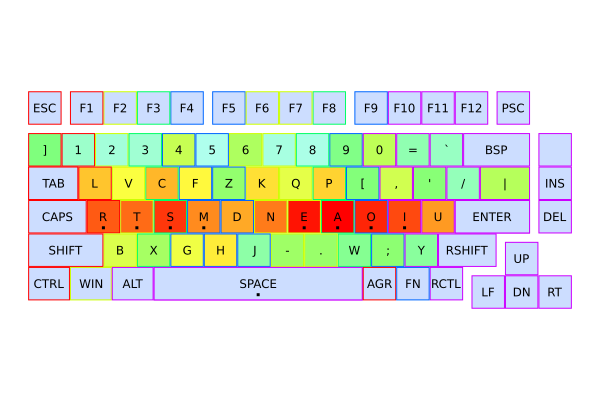 ESC F1 F2 F3 F4 F5 F6 F7 F8 F9 F10 F11 F12 PSC
] 1 2 3 4 5 6 7 8 9 0 = ` BSP
TAB L V C F Z K Q P [ , ' / | INS
CAPS R T S M D N E A O I U ENTER DEL
SHIFT B X G H J - . W ; Y RSHIFT UP
CTRL WIN ALT SPACE AGR FN RCTL LF DN RT